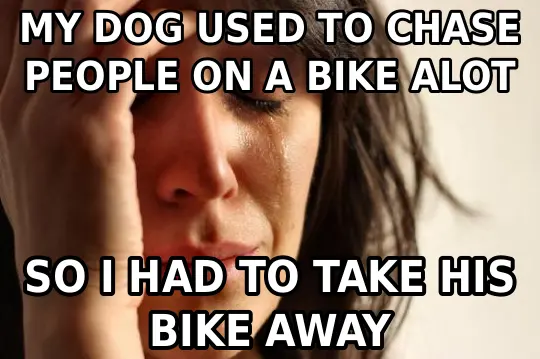 MY DOG USED TO CHASE
PEOPLE ON A BIKE ALOT
SO I HAD TO TAKE HIS
BIKE AWAY